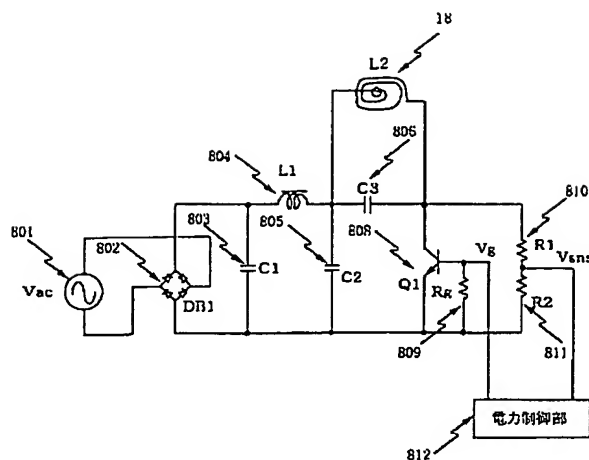 18
L2
806
804
L1
C3
810
801
802
803
805
808
R1
Vac
C1
C2
Vg
Vsns
Q1
Rg
R2
DB1
809
811
電力制御部
812